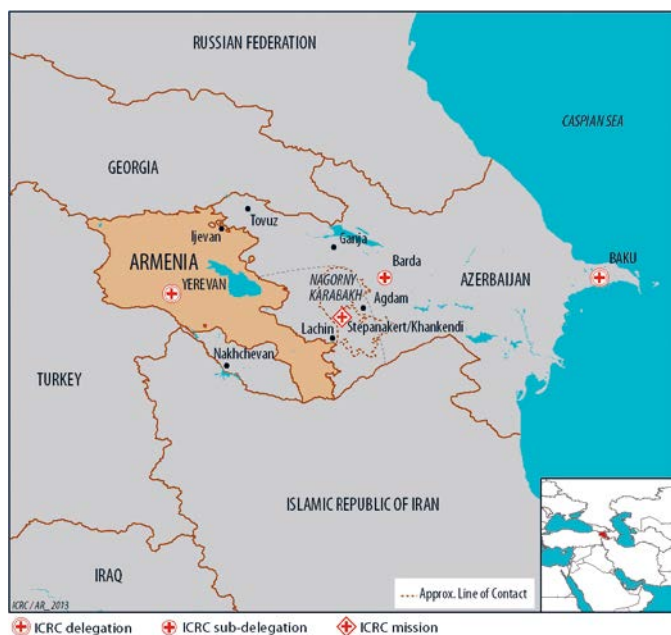 RUSSIAN FEDERATION
CASPIAN SEA
GEORGIA
Tovuz
Ijevan
Ganja
ARMENIA
Barda
BAKU
NAGORNY
KARABAKH
AZERBAIJAN
YEREVAN
Agdam
Stepanakert/Khankendi
Lachin
Nakhchevan
TURKEY
ISLAMIC REPUBLIC OF IRAN
IRAQ
Approx. Line of Contact
ICRC / AR_2013
ICRC delegation
ICRC sub-delegation
ICRC mission